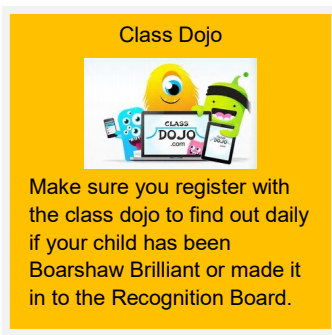 Class Dojo
CLASS
DOJO
.com
Make sure you register with
the class dojo to find out daily
if your child has been
Boarshaw Brilliant or made it
in to the Recognition Board.